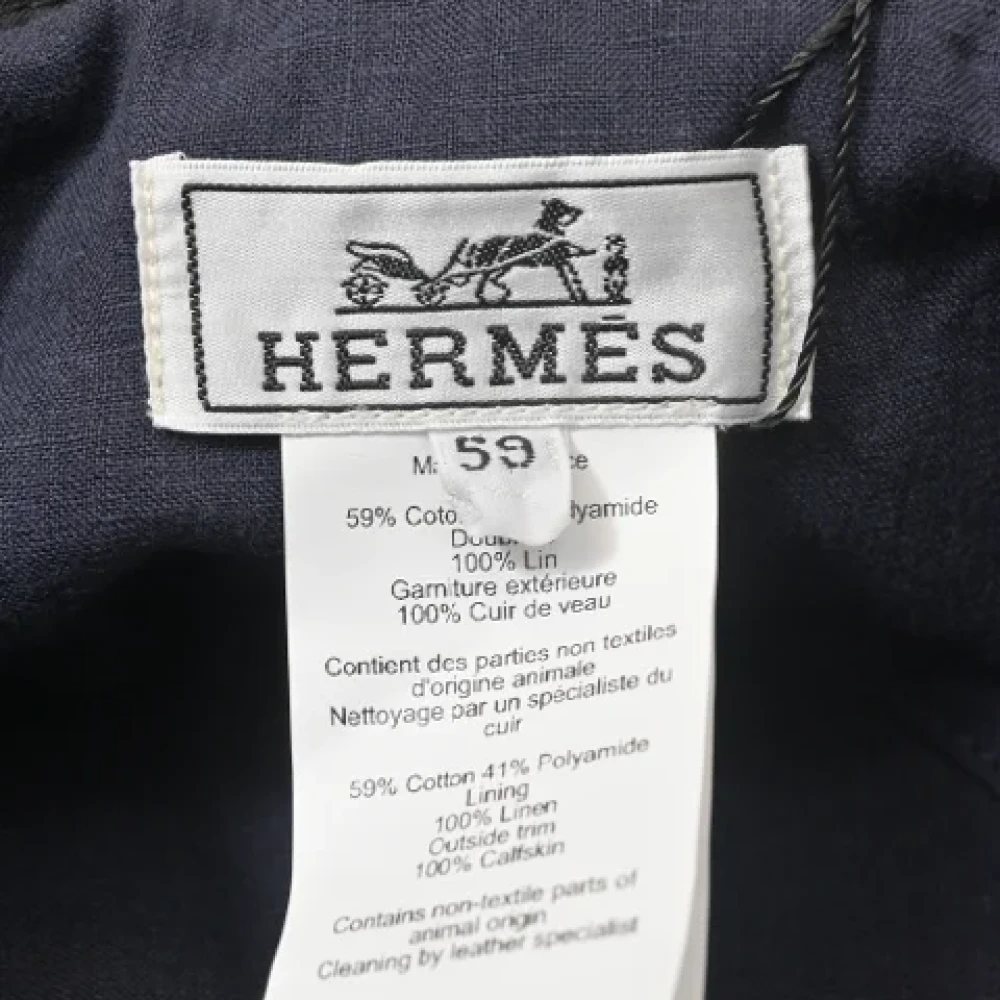 HERMÈS
59
59% Coto
lyamide
100% Lin
Garniture extérieure
100% Cuir de veau
Contient des parties non textiles
d'origine animale
Nettoyage par un spécialiste du
cuir
59% Cotton 41% Polyamide
Lining
100% Linen
Outside trim
100% Calfskin
Contains non-textile parts of
animal origin
Cleaning by leather specialist